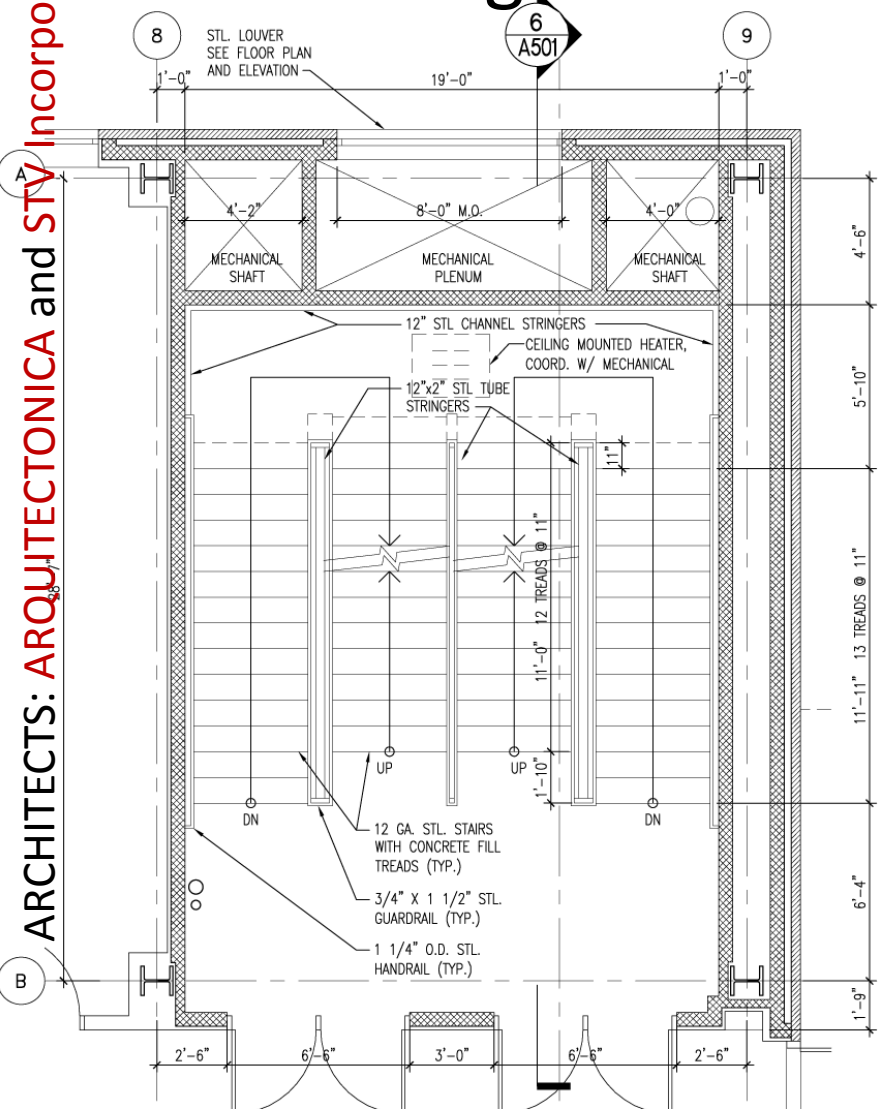 ARCHITECTS: ARQUITECTONICA and STV Incorpo
8
STL. LOUVER
SEE FLOOR PLAN
AND ELEVATION
6
A501
9
1'-0"
19'-0"
1'-0"
A
4'-2"
8'-0" M.O.
4'-0"
4'-6"
MECHANICAL
SHAFT
MECHANICAL
PLENUM
MECHANICAL
SHAFT
12" STL CHANNEL STRINGERS
CEILING MOUNTED HEATER,
COORD. W/ MECHANICAL
5'-10"
12"x2" STL TUBE
STRINGERS
11"
11'-0" 12 TREADS @ 11"
11'-11" 13 TREADS @ 11"
1'-10"
UP
UP
DN
DN
12 GA. STL. STAIRS
WITH CONCRETE FILL
TREADS (TYP.)
3/4" X 1 1/2" STL.
GUARDRAIL (TYP.)
1 1/4" O.D. STL.
HANDRAIL (TYP.)
6'-4"
B
1'-9"
2'-6"
6'-6"
3'-0"
6'-6"
2'-6"